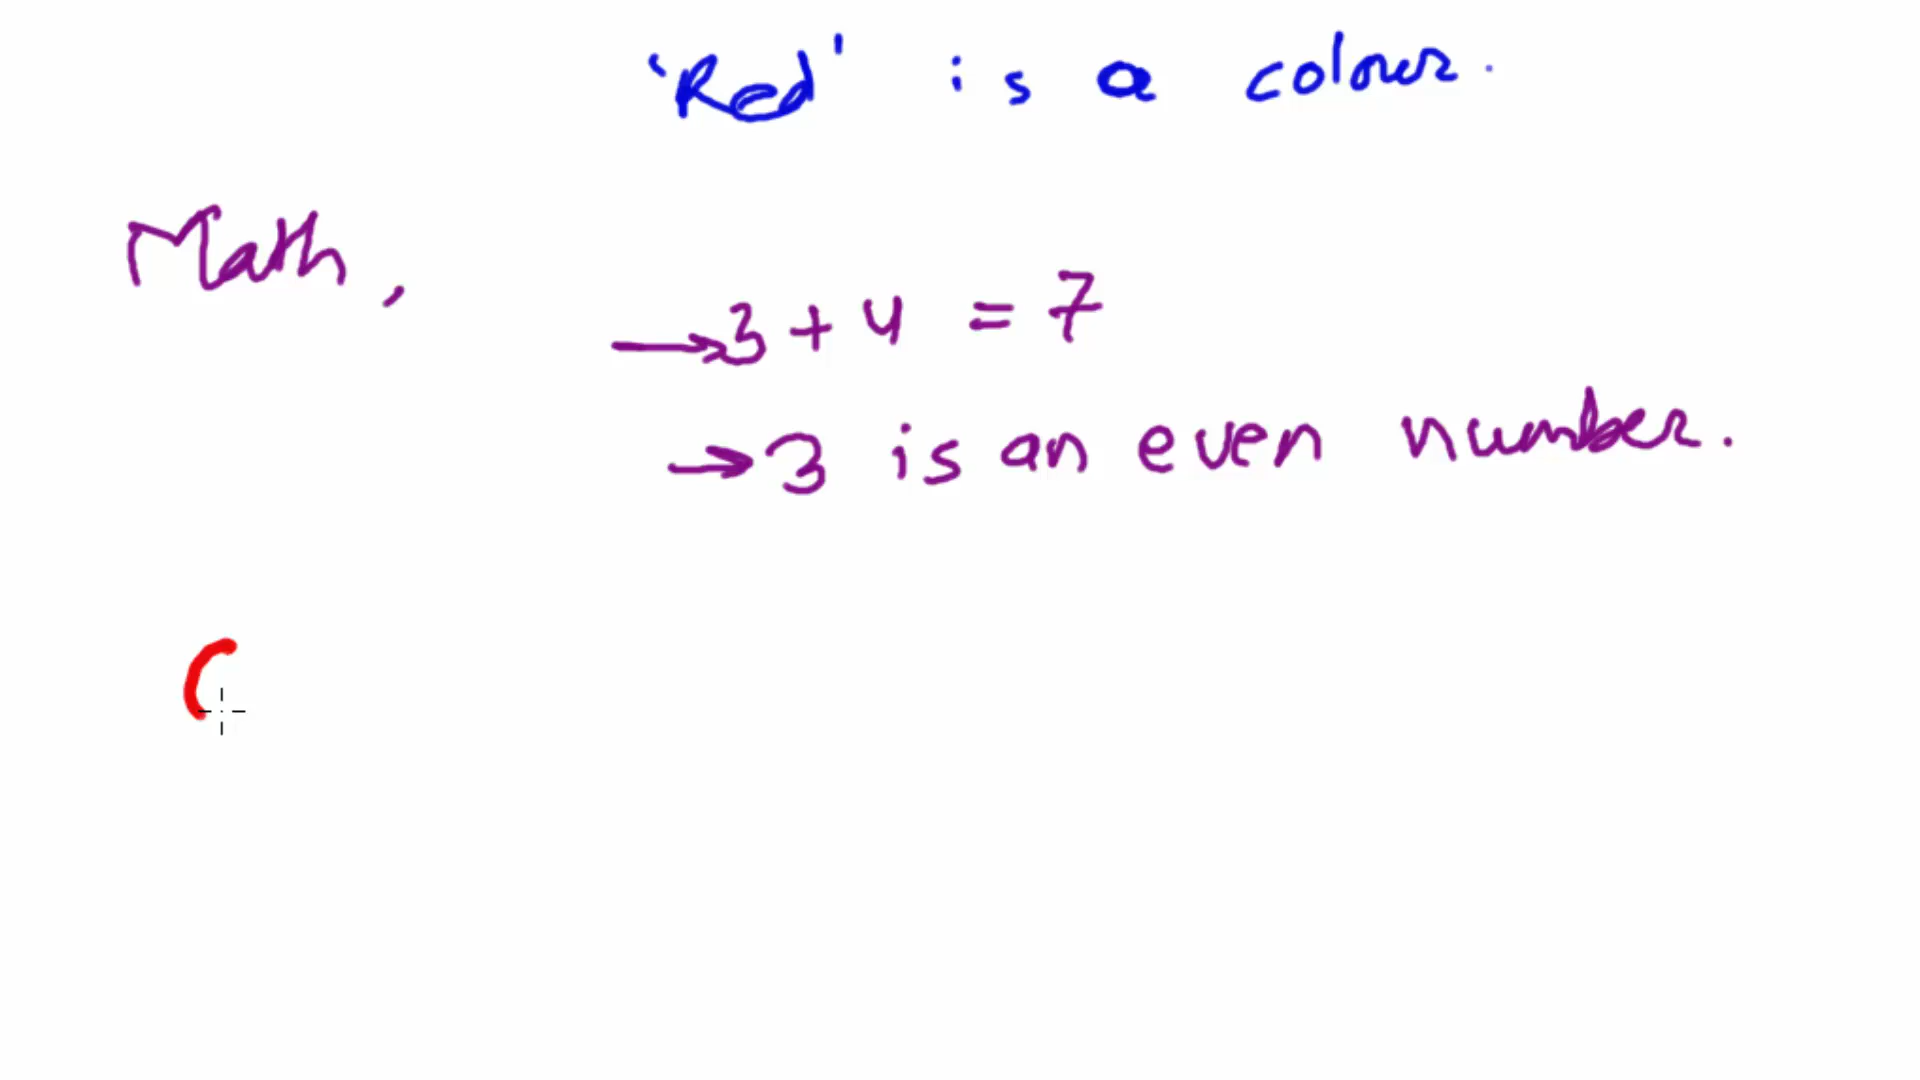 'Red' is a colour.
Math,
→3 + 4 = 7
→3 is an even number.